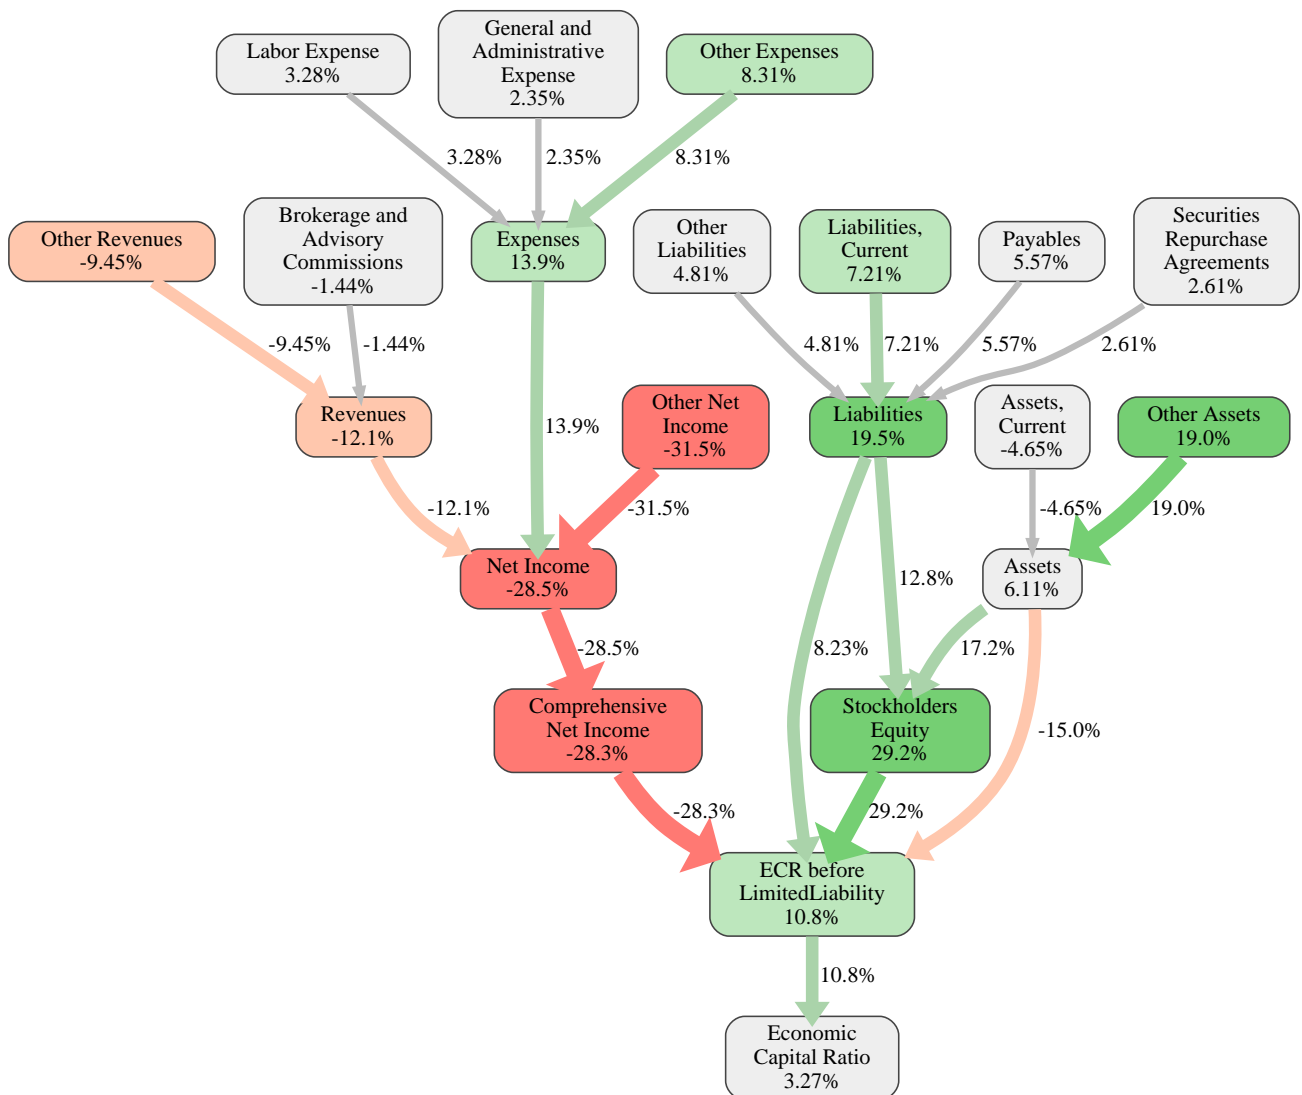 Labor Expense
3.28%
General and
Administrative
Expense
2.35%
Other Expenses
8.31%
3.28%
2.35%
8.31%
Other Revenues
-9.45%
Brokerage and
Advisory
Commissions
-1.44%
Expenses
13.9%
Other
Liabilities
4.81%
Liabilities,
Current
7.21%
Payables
5.57%
Securities
Repurchase
Agreements
2.61%
-9.45%
-1.44%
4.81%
7.21%
5.57%
2.61%
Revenues
-12.1%
13.9%
Other Net
Income
-31.5%
Liabilities
19.5%
Assets,
Current
-4.65%
Other Assets
19.0%
-12.1%
-31.5%
-4.65%
19.0%
Net Income
-28.5%
12.8%
Assets
6.11%
-28.5%
8.23%
17.2%
Comprehensive
Net Income
-28.3%
Stockholders
Equity
29.2%
-15.0%
-28.3%
29.2%
ECR before
LimitedLiability
10.8%
10.8%
Economic
Capital Ratio
3.27%